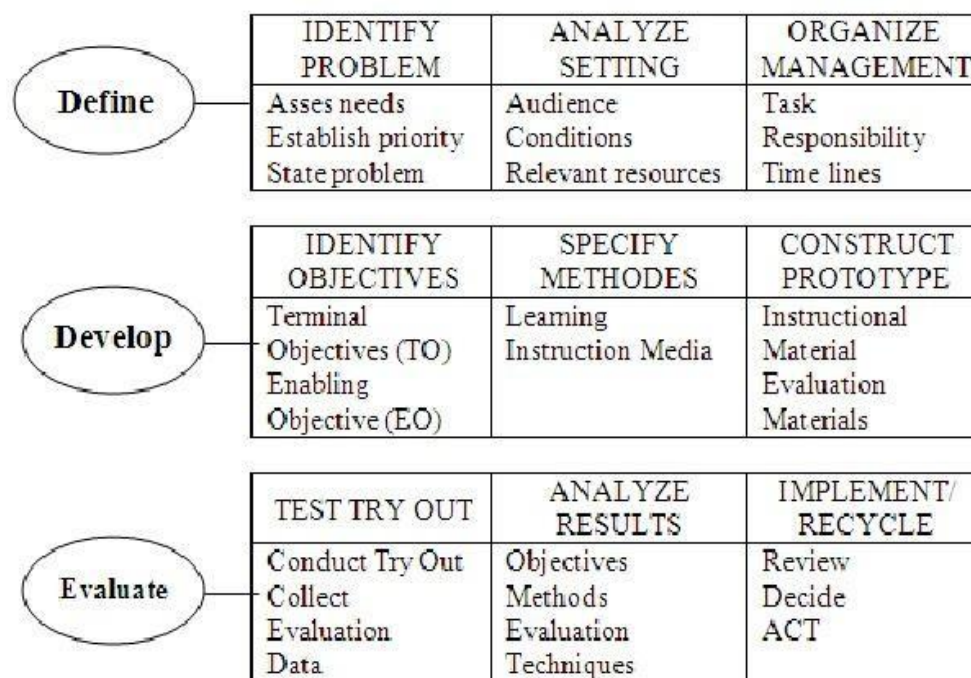 Define
IDENTIFY
PROBLEM
Asses needs
Establish priority
State problem
ANALYZE
SETTING
Audience
Conditions
Relevant resources
ORGANIZE
MANAGEMENT
Task
Responsibility
Time lines
Develop
IDENTIFY
OBJECTIVES
Terminal
Objectives (TO)
Enabling
Objective (EO)
SPECIFY
METHODES
Learning
Instruction Media
CONSTRUCT
PROTOTYPE
Instructional
Material
Evaluation
Materials
Evaluate
TEST TRY OUT
Conduct Try Out
Collect
Evaluation
Data
ANALYZE
RESULTS
Objectives
Methods
Evaluation
Techniques
IMPLEMENT/
RECYCLE
Review
Decide
ACT